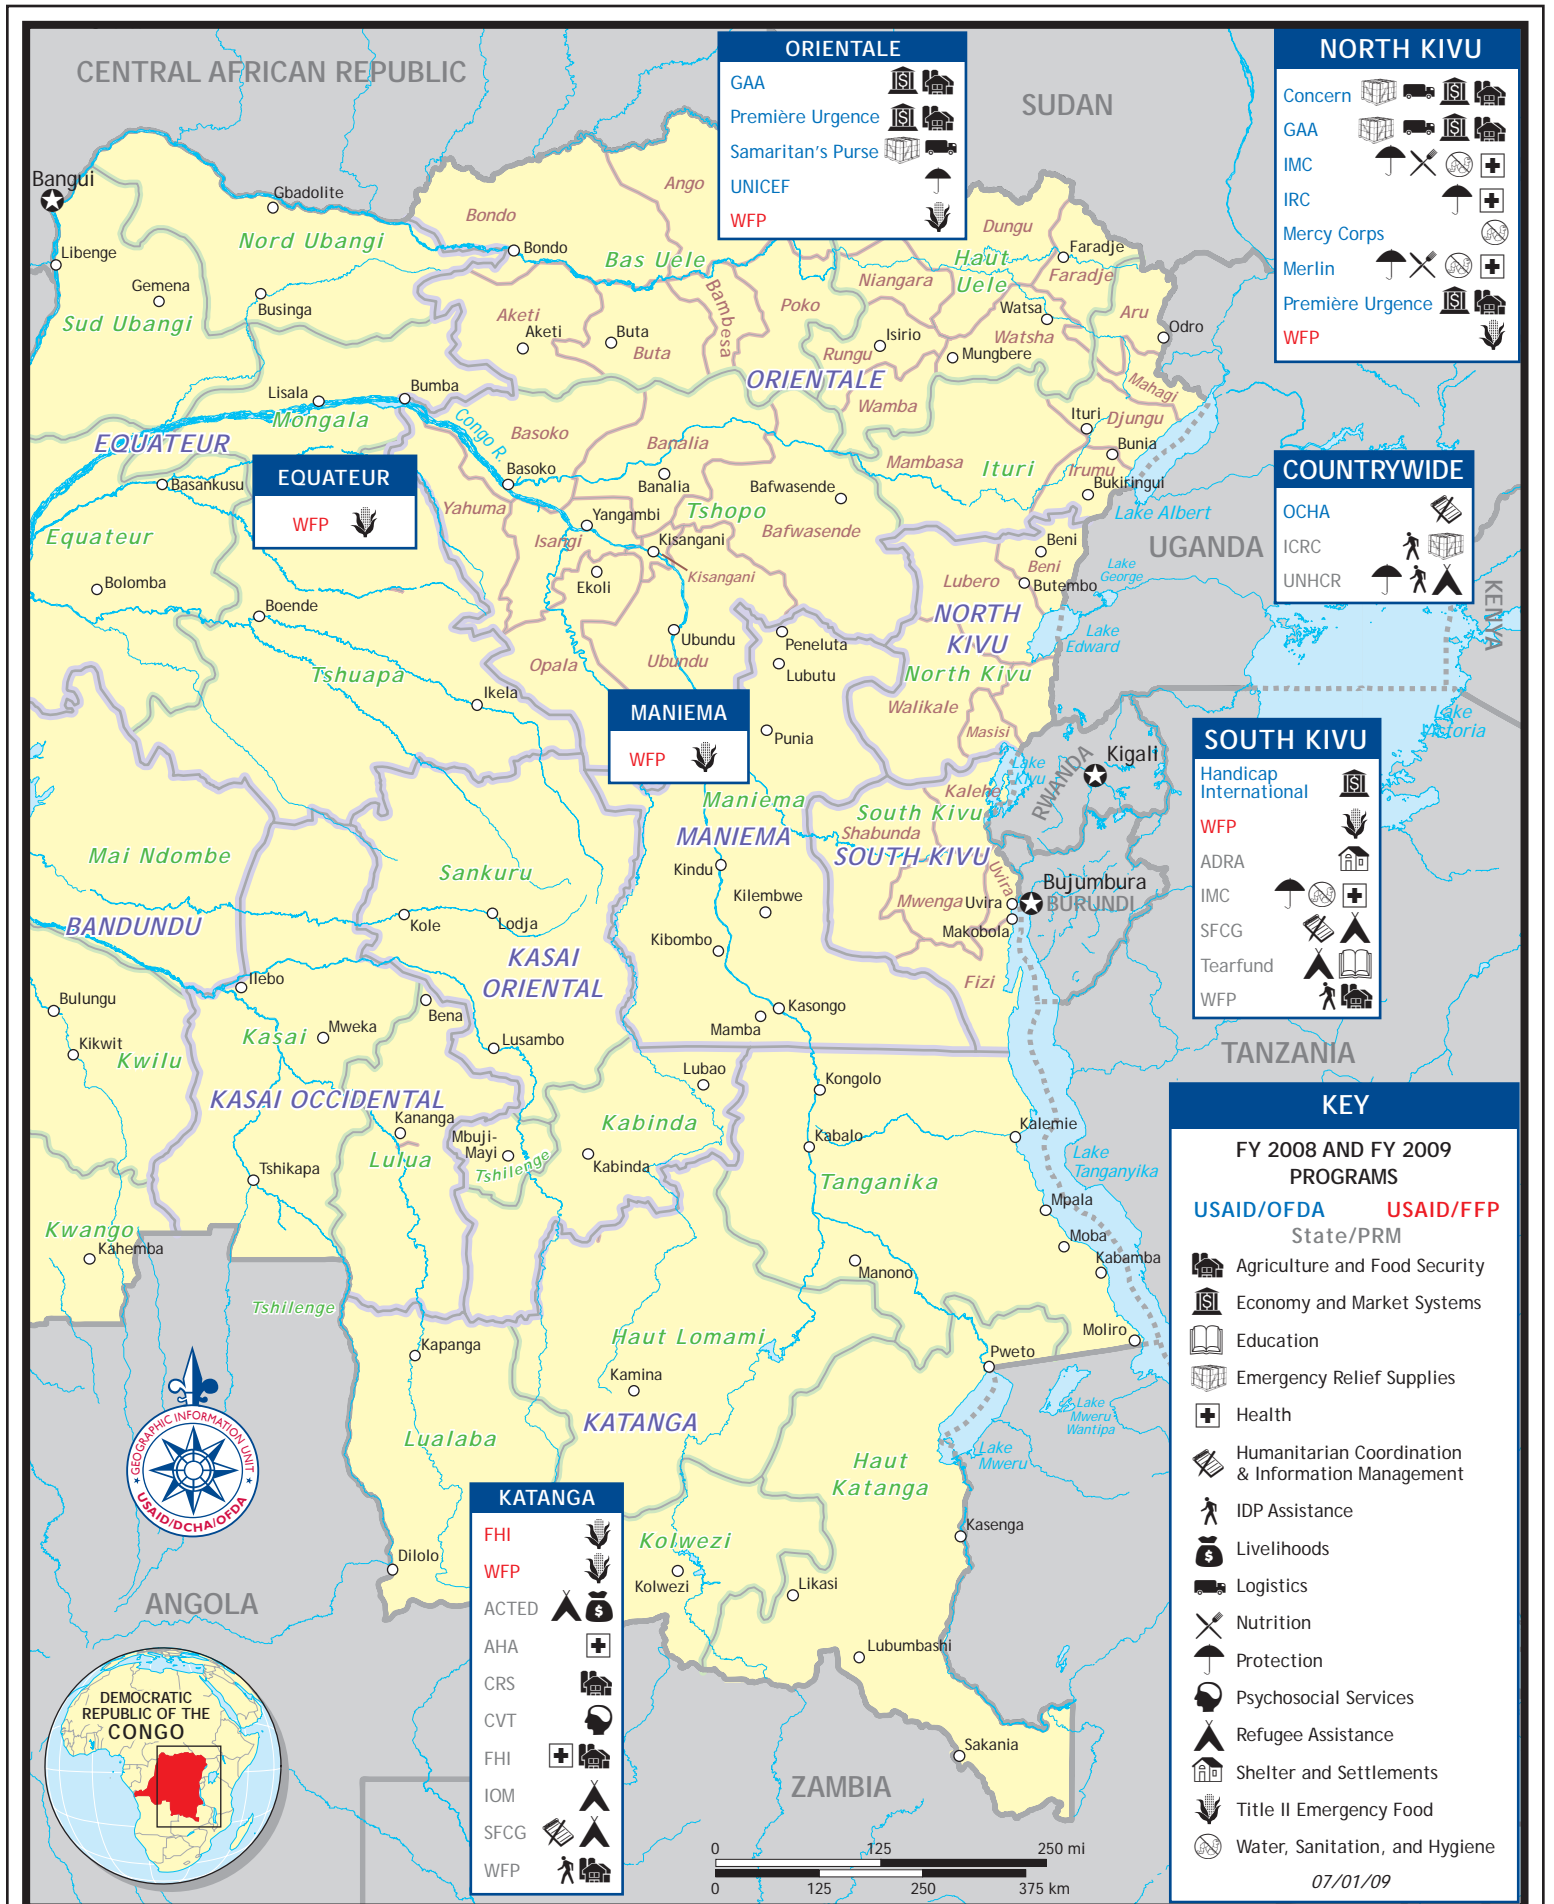 CENTRAL AFRICAN REPUBLIC
SUDAN
ORIENTALE
GAA
Première Urgence
Samaritan's Purse
UNICEF
WFP
NORTH KIVU
Concern
GAA
IMC
IRC
Mercy Corps
Merlin
Première Urgence
WFP
Bangui
Gbadolite
Nord Ubangi
Libenge
Gemena
Businga
Sud Ubangi
Bondo
Ango
Bondo
Bas Uele
Dungu
Faradje
Haut
Uele
Faradje
Niangara
Bambesa
Poko
Aketi
Aketi
Buta
Buta
Watsa
Aru
Odro
Isirio
Rungu
Watsha
Mungbere
ORIENTALE
Mahagi
Lisala
Bumba
Mongala
Congo R.
Wamba
Ituri
Djungu
EQUATEUR
Basoko
Banalia
Bunia
Mambasa
Ituri
Irumu
Bukiringui
EQUATEUR
WFP
Basankusu
Basoko
Banalia
Bafwasende
Yahuma
Tshopo
Lake Albert
COUNTRYWIDE
OCHA
ICRC
UNHCR
Yangambi
Bafwasende
Equateur
Isangi
Kisangani
Beni
UGANDA
Kisangani
Beni
Lake
George
Bolomba
Ekoli
Lubero
Butembo
KENYA
Boende
NORTH
KIVU
Ubundu
Peneluta
Lake
Edward
Opala
Ubundu
Lubutu
North Kivu
Tshuapa
Ikela
Walikale
MANIEMA
WFP
Punia
Masisi
Lake
Kivu
RWANDA
Kigali
SOUTH KIVU
Handicap
International
WFP
ADRA
IMC
SFCG
Tearfund
WFP
Kalehe
Maniema
South Kivu
Shabunda
MANIEMA
SOUTH KIVU
Mai Ndombe
Sankuru
Kindu
Uvira
Bujumbura
BURUNDI
Kilembwe
Mwenga
Uvira
Makobola
BANDUNDU
Kole
Lodja
Kibombo
KASAI
ORIENTAL
Fizi
Ilebo
Bulungu
Bena
Kasongo
Mamba
Kasai
Mweka
Kikwit
Kwilu
Lusambo
TANZANIA
Lubao
Kongolo
KASAI OCCIDENTAL
Kananga
Kabinda
Kalemie
Mbuji-
Mayi
Kabalo
Lulua
Tshilenge
Kabinda
Lake
Tanganyika
Tshikapa
Tanganika
Mpala
Kwango
Kahemba
Moba
Kabamba
Manono
Tshilenge
Haut Lomami
Moliro
Kapanga
Pweto
Kamina
KATANGA
Lake
Mweru
Wantipa
Lualaba
Lake
Mweru
Haut
Katanga
GEOGRAPHIC INFORMATION UNIT
USAID/DCHA/OFDA
KATANGA
FHI
WFP
ACTED
AHA
CRS
CVT
FHI
IOM
SFCG
WFP
Kasenga
Kolwezi
Dilolo
Kolwezi
Likasi
ANGOLA
Lubumbashi
DEMOCRATIC
REPUBLIC OF THE
CONGO
Sakania
ZAMBIA
0 125 250 mi
0 125 250 375 km
KEY
FY 2008 AND FY 2009
PROGRAMS
USAID/OFDA USAID/FFP
State/PRM
Agriculture and Food Security
Economy and Market Systems
Education
Emergency Relief Supplies
Health
Humanitarian Coordination
& Information Management
IDP Assistance
Livelihoods
Logistics
Nutrition
Protection
Psychosocial Services
Refugee Assistance
Shelter and Settlements
Title II Emergency Food
Water, Sanitation, and Hygiene
07/01/09